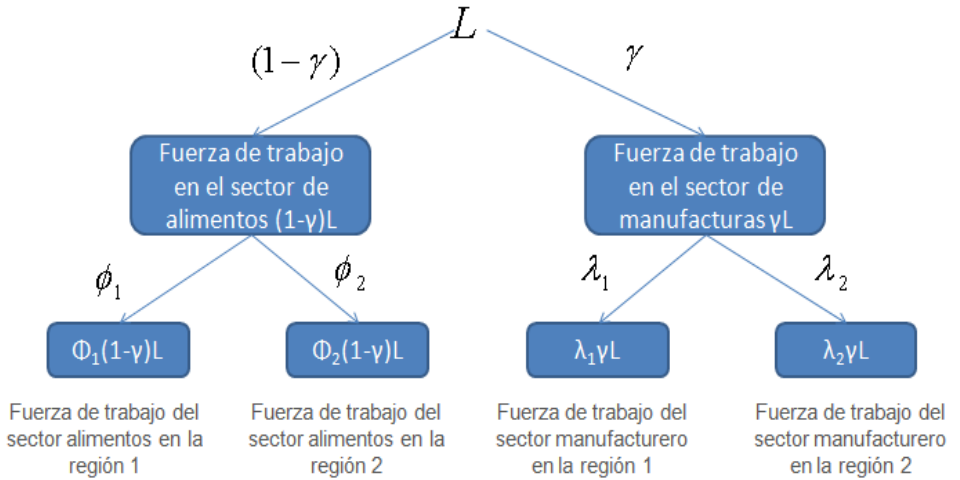 L
(1− γ)
γ
Fuerza de trabajo
en el sector de
alimentos (1-γ)L
Fuerza de trabajo
en el sector de
manufacturas γL
ϕ₁
ϕ₂
λ₁
λ₂
Φ₁(1-γ)L
Φ₂(1-γ)L
λ₁γL
λ₂γL
Fuerza de trabajo del
sector alimentos en la
región 1
Fuerza de trabajo del
sector alimentos en la
región 2
Fuerza de trabajo del
sector manufacturero
en la región 1
Fuerza de trabajo del
sector manufacturero
en la región 2